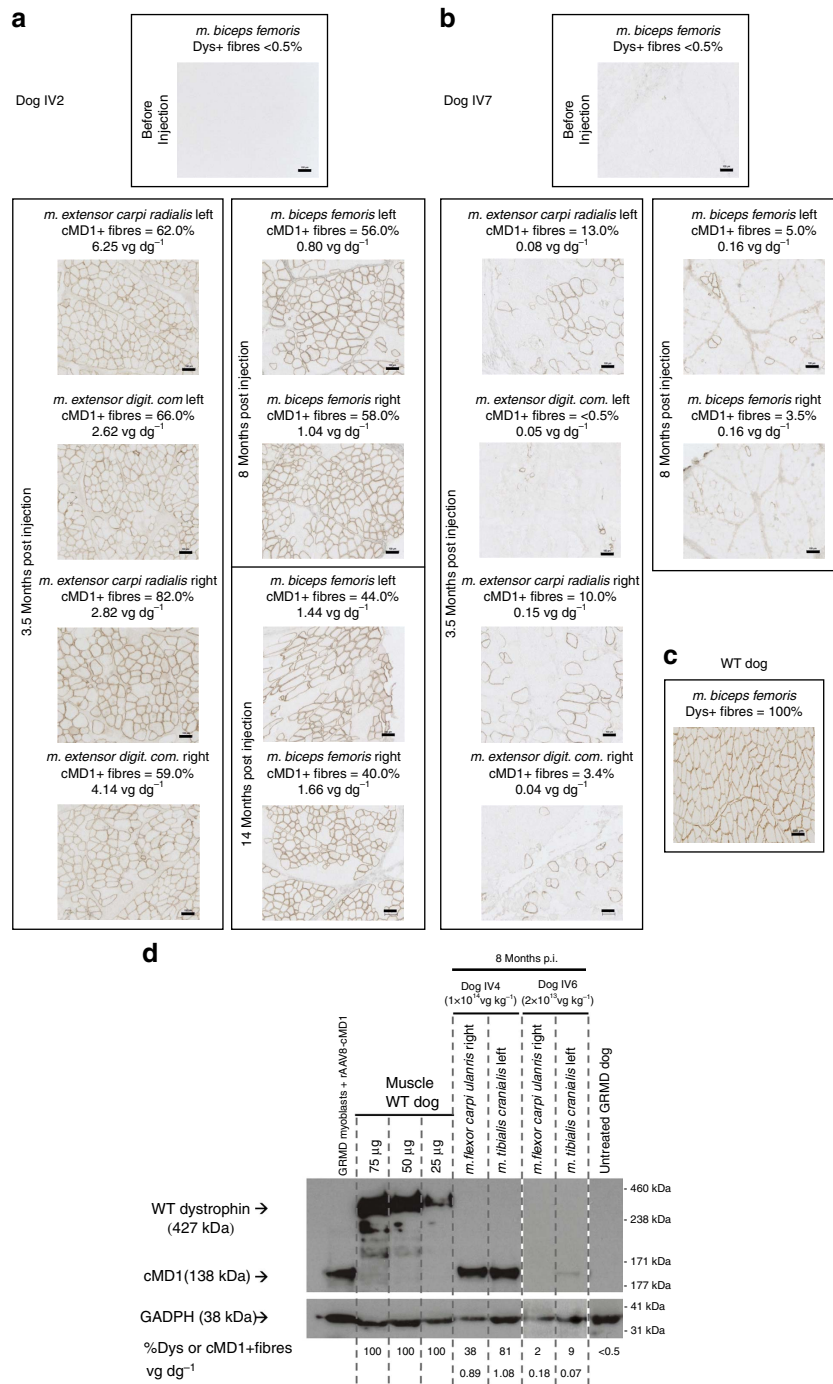 a
m. biceps femoris
Dys+ fibres <0.5%
Dog IV2
Before
Injection
m. extensor carpi radialis left
cMD1+ fibres = 62.0%
6.25 vg dg⁻¹
m. extensor digit. com left
cMD1+ fibres = 66.0%
2.62 vg dg⁻¹
m. extensor carpi radialis right
cMD1+ fibres = 82.0%
2.82 vg dg⁻¹
m. extensor digit. com. right
cMD1+ fibres = 59.0%
4.14 vg dg⁻¹
3.5 Months post injection
m. biceps femoris left
cMD1+ fibres = 56.0%
0.80 vg dg⁻¹
m. biceps femoris right
cMD1+ fibres = 58.0%
1.04 vg dg⁻¹
8 Months post injection
m. biceps femoris left
cMD1+ fibres = 44.0%
1.44 vg dg⁻¹
m. biceps femoris right
cMD1+ fibres = 40.0%
1.66 vg dg⁻¹
14 Months post injection
b
m. biceps femoris
Dys+ fibres <0.5%
Dog IV7
Before
Injection
m. extensor carpi radialis left
cMD1+ fibres = 13.0%
0.08 vg dg⁻¹
m. extensor digit. com. left
cMD1+ fibres = <0.5%
0.05 vg dg⁻¹
m. extensor carpi radialis right
cMD1+ fibres = 10.0%
0.15 vg dg⁻¹
m. extensor digit. com. right
cMD1+ fibres = 3.4%
0.04 vg dg⁻¹
3.5 Months post injection
m. biceps femoris left
cMD1+ fibres = 5.0%
0.16 vg dg⁻¹
m. biceps femoris right
cMD1+ fibres = 3.5%
0.16 vg dg⁻¹
8 Months post injection
c
WT dog
m. biceps femoris
Dys+ fibres = 100%
d
8 Months p.i.
Dog IV4
(1×10¹⁴vg kg⁻¹)
Dog IV6
(2×10¹³vg kg⁻¹)
GRMD myoblasts + rAAV8-cMD1
Muscle
WT dog
75 µg
50 µg
25 µg
m.flexor carpi ulanris right
m. tibialis cranialis left
m.flexor carpi ulanris right
m. tibialis cranialis left
Untreated GRMD dog
WT dystrophin →
(427 kDa)
cMD1(138 kDa) →
GADPH (38 kDa)→
- 460 kDa
- 238 kDa
- 171 kDa
- 177 kDa
- 41 kDa
- 31 kDa
%Dys or cMD1+fibres 100 100 100 38 81 2 9 <0.5
vg dg⁻¹ 0.89 1.08 0.18 0.07